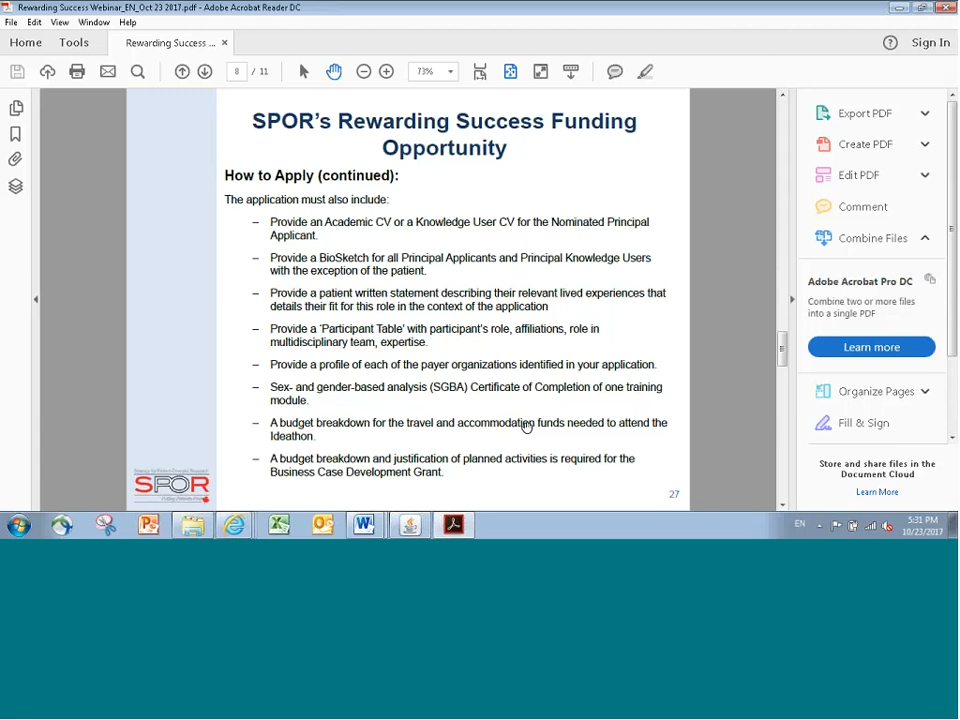 Rewarding Success Webinar_EN_Oct 23 2017.pdf - Adobe Acrobat Reader DC
File Edit View Window Help
Home Tools Rewarding Success ... × Sign In
8 / 11 73%
SPOR's Rewarding Success Funding
Opportunity
How to Apply (continued):
The application must also include:
– Provide an Academic CV or a Knowledge User CV for the Nominated Principal
Applicant.
– Provide a BioSketch for all Principal Applicants and Principal Knowledge Users
with the exception of the patient.
– Provide a patient written statement describing their relevant lived experiences that
details their fit for this role in the context of the application
– Provide a 'Participant Table' with participant's role, affiliations, role in
multidisciplinary team, expertise.
– Provide a profile of each of the payer organizations identified in your application.
– Sex- and gender-based analysis (SGBA) Certificate of Completion of one training
module.
– A budget breakdown for the travel and accommodation funds needed to attend the
Ideathon.
– A budget breakdown and justification of planned activities is required for the
Business Case Development Grant.
SPOR
27
Export PDF
Create PDF
Edit PDF
Comment
Combine Files
Adobe Acrobat Pro DC
Combine two or more files
into a single PDF
Learn more
Organize Pages
Fill & Sign
Store and share files in the
Document Cloud
Learn More
EN
5:31 PM
10/23/2017